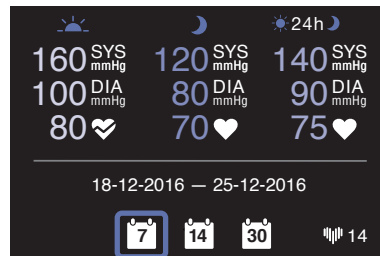 24h
160 SYS mmHg 120 SYS mmHg 140 SYS mmHg
100 DIA mmHg 80 DIA mmHg 90 DIA mmHg
80 70 75
18-12-2016 — 25-12-2016
7 14 30 14